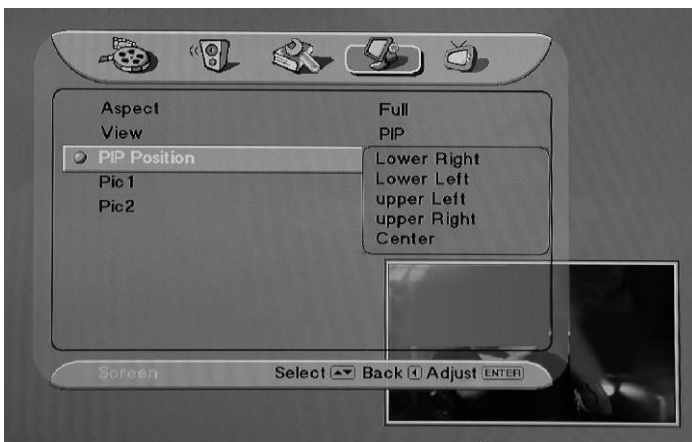 Aspect Full
View PIP
PIP Position Lower Right
Lower Left
Pic1 upper Left
Pic2 upper Right
Center
Screen Select Back Adjust ENTER